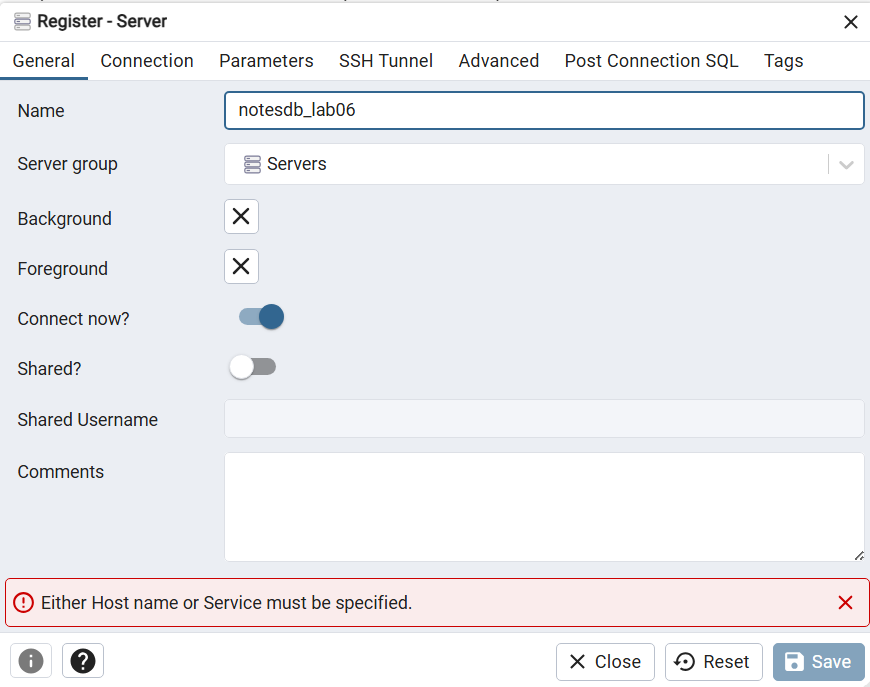 Register - Server
General Connection Parameters SSH Tunnel Advanced Post Connection SQL Tags
Name notesdb_lab06
Server group Servers
Background
Foreground
Connect now?
Shared?
Shared Username
Comments
Either Host name or Service must be specified.
Close Reset Save